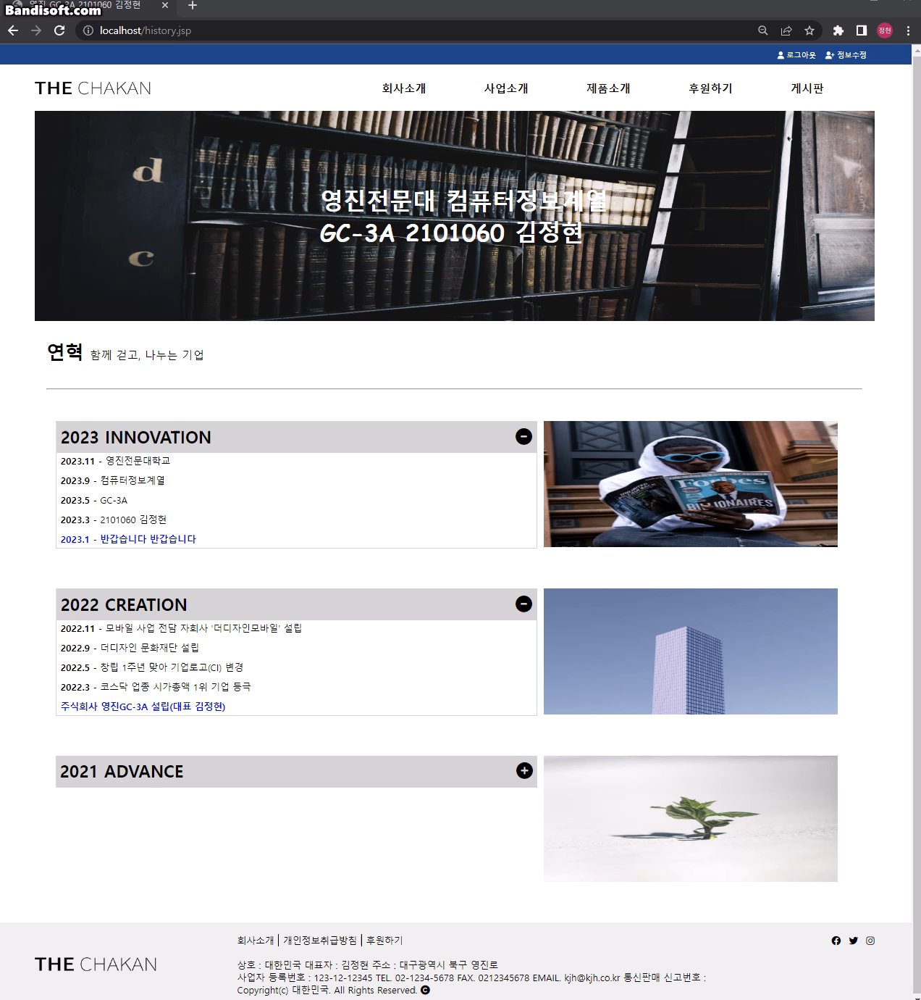 Bandisoft.com
영진 GC-3A 2101060 김정현
localhost/history.jsp
정현
로그아웃 정보수정
THE CHAKAN
회사소개 사업소개 제품소개 후원하기 게시판
d
c
영진전문대 컴퓨터정보계열
GC-3A 2101060 김정현
연혁 함께 걷고, 나누는 기업
2023 INNOVATION
2023.11 - 영진전문대학교
2023.9 - 컴퓨터정보계열
2023.5 - GC-3A
2023.3 - 2101060 김정현
2023.1 - 반갑습니다 반갑습니다
Forbes
BILLIONAIRES
2022 CREATION
2022.11 - 모바일 사업 전담 자회사 '더디자인모바일' 설립
2022.9 - 더디자인 문화재단 설립
2022.5 - 창립 1주년 맞아 기업로고(CI) 변경
2022.3 - 코스닥 업종 시가총액 1위 기업 등극
주식회사 영진GC-3A 설립(대표 김정현)
2021 ADVANCE
회사소개 | 개인정보취급방침 | 후원하기
THE CHAKAN
상호 : 대한민국 대표자 : 김정현 주소 : 대구광역시 북구 영진로
사업자 등록번호 : 123-12-12345 TEL. 02-1234-5678 FAX. 0212345678 EMAIL. kjh@kjh.co.kr 통신판매 신고번호 :
Copyright(c) 대한민국. All Rights Reserved.